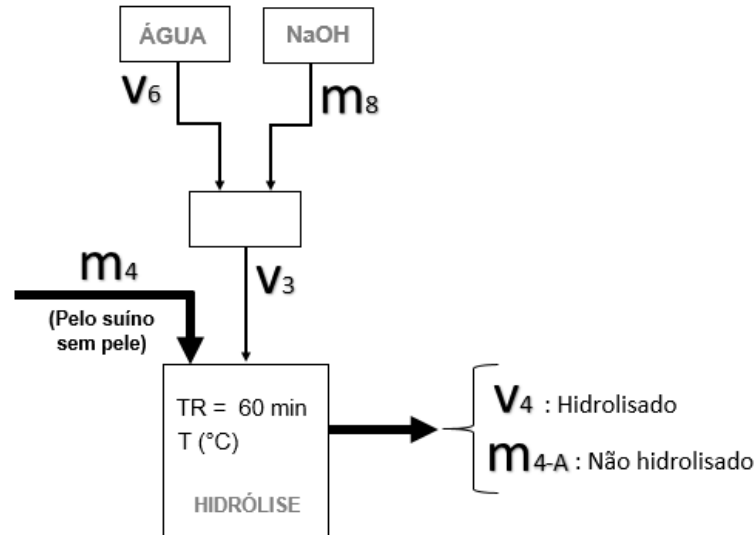 ÁGUA
NaOH
V6
m8
m4
V3
(Pelo suíno
sem pele)
TR = 60 min
T (°C)
HIDRÓLISE
V4 : Hidrolisado
m4-A : Não hidrolisado